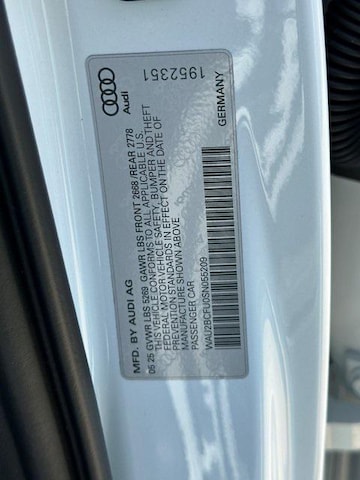 Audi
1952351
GERMANY
MFD. BY AUDI AG
05 25 GVWR LBS 5269 GAWR LBS FRONT 2668 /REAR 2778
THIS VEHICLE CONFORMS TO ALL APPLICABLE U.S.
FEDERAL MOTOR VEHICLE SAFETY, BUMPER AND THEFT
PREVENTION STANDARDS IN EFFECT ON THE DATE OF
MANUFACTURE SHOWN ABOVE
PASSENGER CAR
WAU2BCFU0SN055209